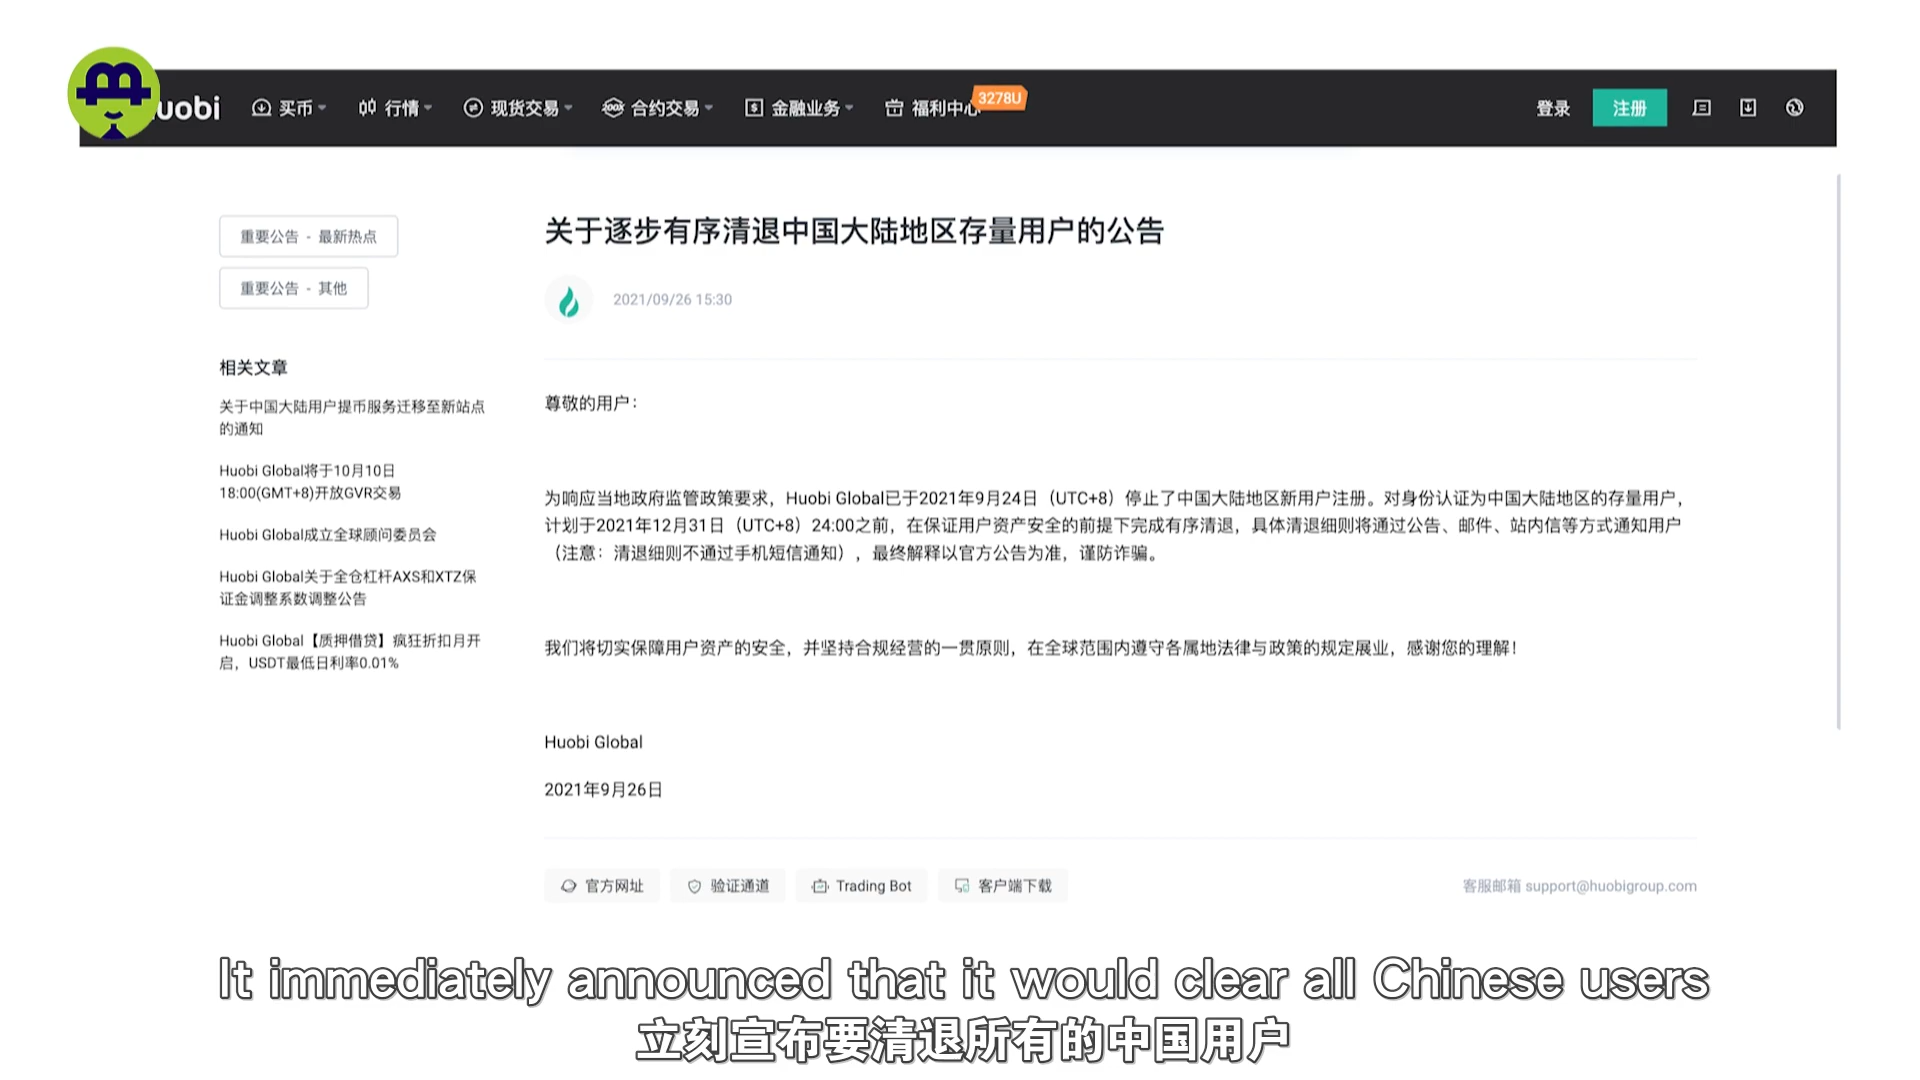 uobi
买币
行情
现货交易
合约交易
金融业务
福利中心
3278U
登录
注册
重要公告 - 最新热点
重要公告 - 其他
相关文章
关于中国大陆用户提币服务迁移至新站点
的通知
Huobi Global将于10月10日
18:00(GMT+8)开放GVR交易
Huobi Global成立全球顾问委员会
Huobi Global关于全仓杠杆AXS和XTZ保
证金调整系数调整公告
Huobi Global【质押借贷】疯狂折扣月开
启，USDT最低日利率0.01%
关于逐步有序清退中国大陆地区存量用户的公告
2021/09/26 15:30
尊敬的用户：
为响应当地政府监管政策要求，Huobi Global已于2021年9月24日（UTC+8）停止了中国大陆地区新用户注册。对身份认证为中国大陆地区的存量用户，
计划于2021年12月31日（UTC+8）24:00之前，在保证用户资产安全的前提下完成有序清退，具体清退细则将通过公告、邮件、站内信等方式通知用户
（注意：清退细则不通过手机短信通知），最终解释以官方公告为准，谨防诈骗。
我们将切实保障用户资产的安全，并坚持合规经营的一贯原则，在全球范围内遵守各属地法律与政策的规定展业，感谢您的理解！
Huobi Global
2021年9月26日
官方网址
验证通道
Trading Bot
客户端下载
客服邮箱 support@huobigroup.com
It immediately announced that it would clear all Chinese users
立刻宣布要清退所有的中国用户